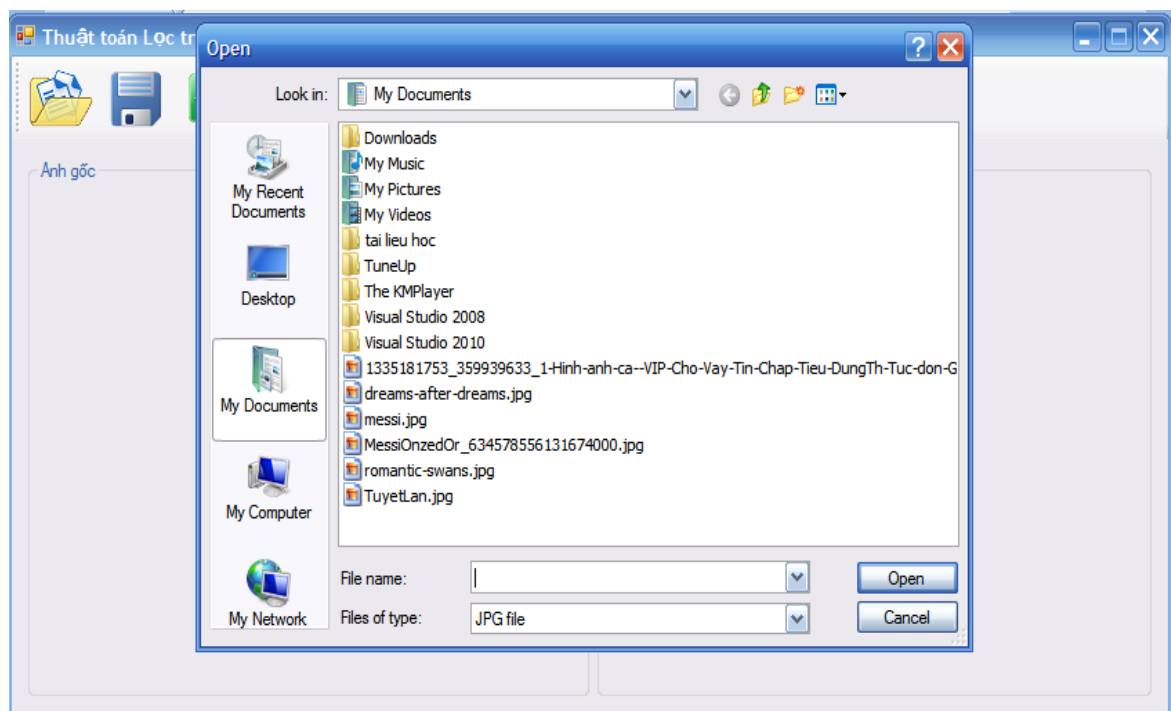 Thuật toán Lọc tr
Open
Look in:
My Documents
My Recent
Documents
Desktop
My Documents
My Computer
My Network
Ảnh gốc
Downloads
My Music
My Pictures
My Videos
tai lieu hoc
TuneUp
The KMPlayer
Visual Studio 2008
Visual Studio 2010
1335181753_359939633_1-Hinh-anh-ca--VIP-Cho-Vay-Tin-Chap-Tieu-DungTh-Tuc-don-G
dreams-after-dreams.jpg
messi.jpg
MessiOnzedOr_634578556131674000.jpg
romantic-swans.jpg
TuyetLan.jpg
File name:
Open
Files of type:
JPG file
Cancel